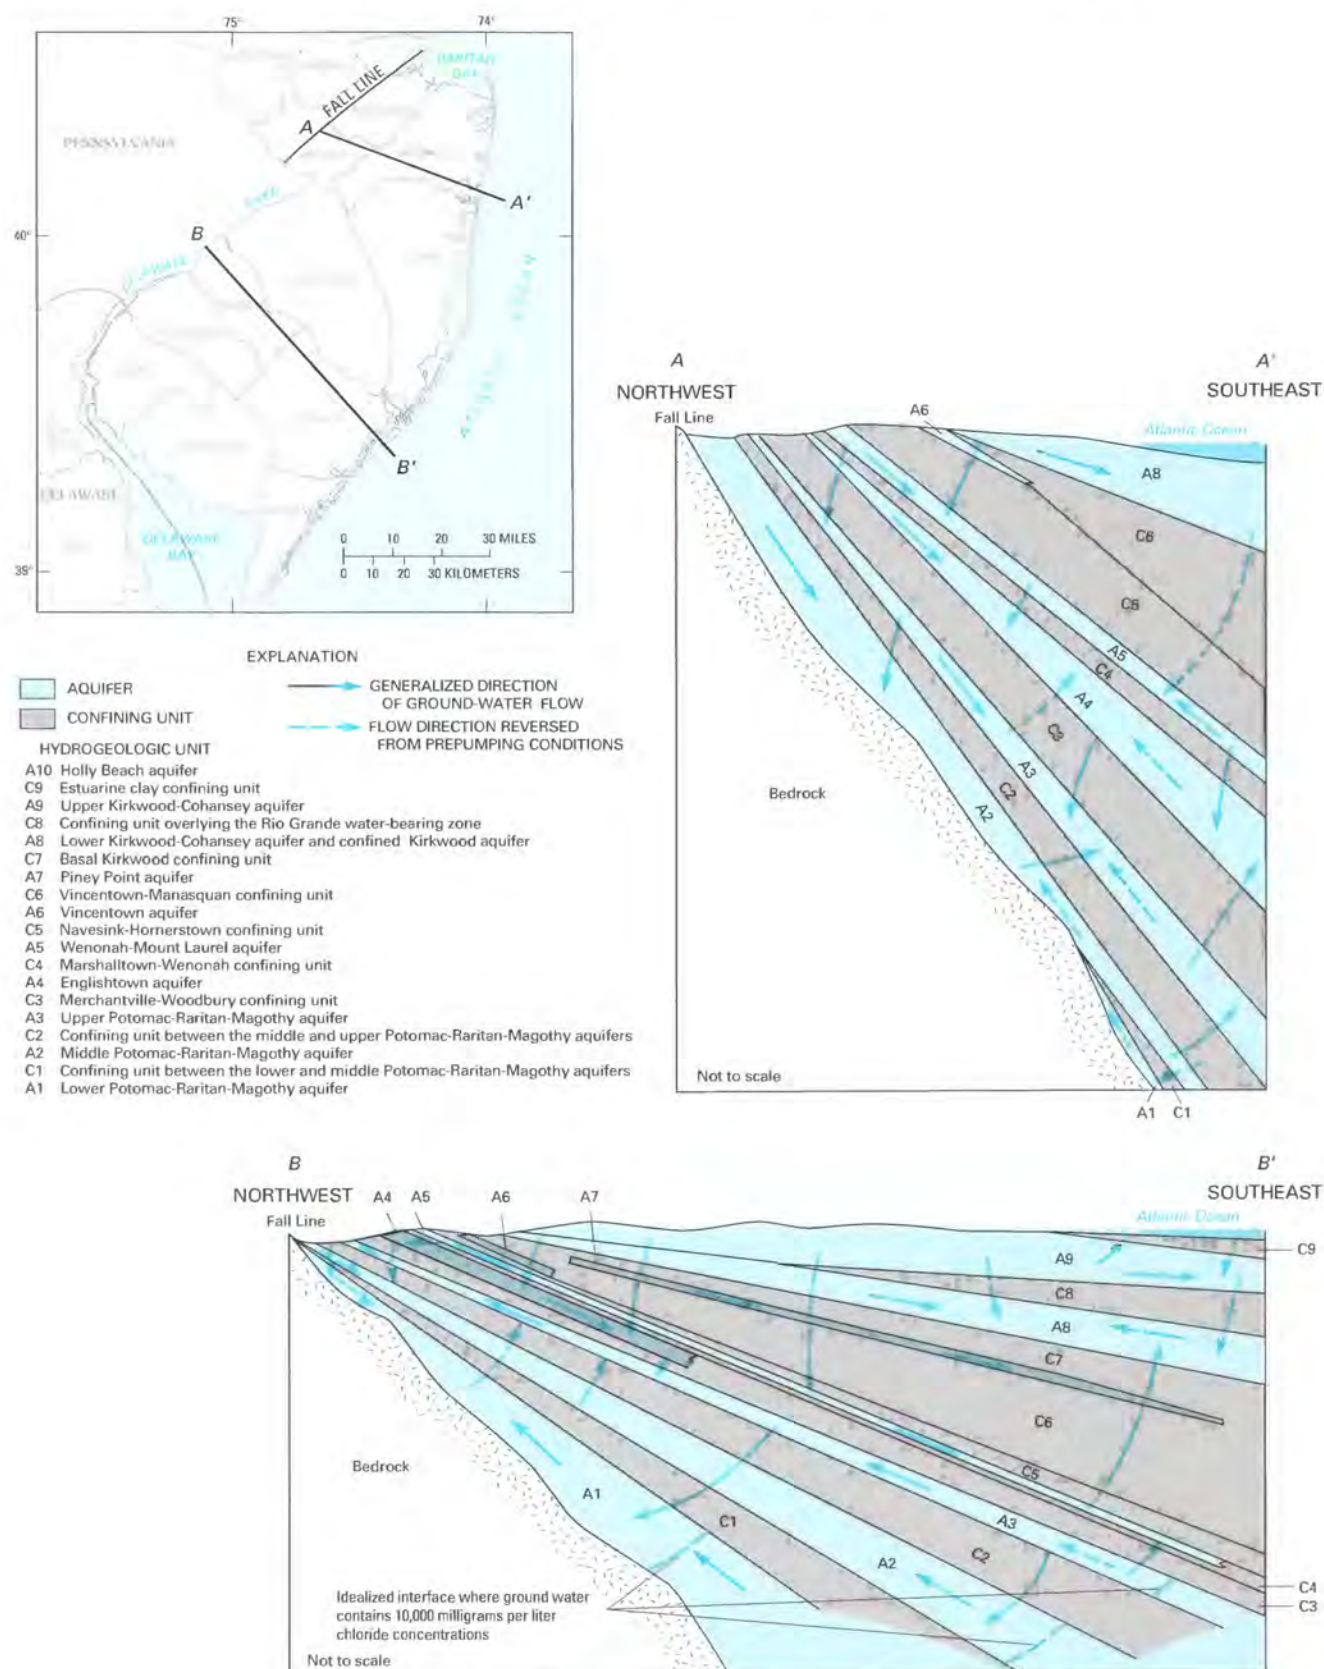 75°
74°
RARITAN
BAY
FALL LINE
A
PENNSYLVANIA
A'
RIVER
40°
B
DELAWARE
ATLANTIC OCEAN
B'
DELAWARE
DELAWARE
BAY
0 10 20 30 MILES
0 10 20 30 KILOMETERS
39°
EXPLANATION
AQUIFER
CONFINING UNIT
GENERALIZED DIRECTION
OF GROUND-WATER FLOW
FLOW DIRECTION REVERSED
FROM PREPUMPING CONDITIONS
HYDROGEOLOGIC UNIT
A10 Holly Beach aquifer
C9 Estuarine clay confining unit
A9 Upper Kirkwood-Cohansey aquifer
C8 Confining unit overlying the Rio Grande water-bearing zone
A8 Lower Kirkwood-Cohansey aquifer and confined Kirkwood aquifer
C7 Basal Kirkwood confining unit
A7 Piney Point aquifer
C6 Vincentown-Manasquan confining unit
A6 Vincentown aquifer
C5 Navesink-Hornerstown confining unit
A5 Wenonah-Mount Laurel aquifer
C4 Marshalltown-Wenonah confining unit
A4 Englishtown aquifer
C3 Merchantville-Woodbury confining unit
A3 Upper Potomac-Raritan-Magothy aquifer
C2 Confining unit between the middle and upper Potomac-Raritan-Magothy aquifers
A2 Middle Potomac-Raritan-Magothy aquifer
C1 Confining unit between the lower and middle Potomac-Raritan-Magothy aquifers
A1 Lower Potomac-Raritan-Magothy aquifer
A
A'
NORTHWEST
SOUTHEAST
Fall Line
A6
Atlantic Ocean
A8
C6
C5
A5
C4
A4
C3
A3
C2
A2
Bedrock
Not to scale
A1 C1
B
B'
NORTHWEST
A4 A5 A6 A7
SOUTHEAST
Fall Line
Atlantic Ocean
C9
A9
C8
A8
C7
C6
C5
Bedrock
A1
C1
A3
A2
C2
C4
C3
Idealized interface where ground water
contains 10,000 milligrams per liter
chloride concentrations
Not to scale